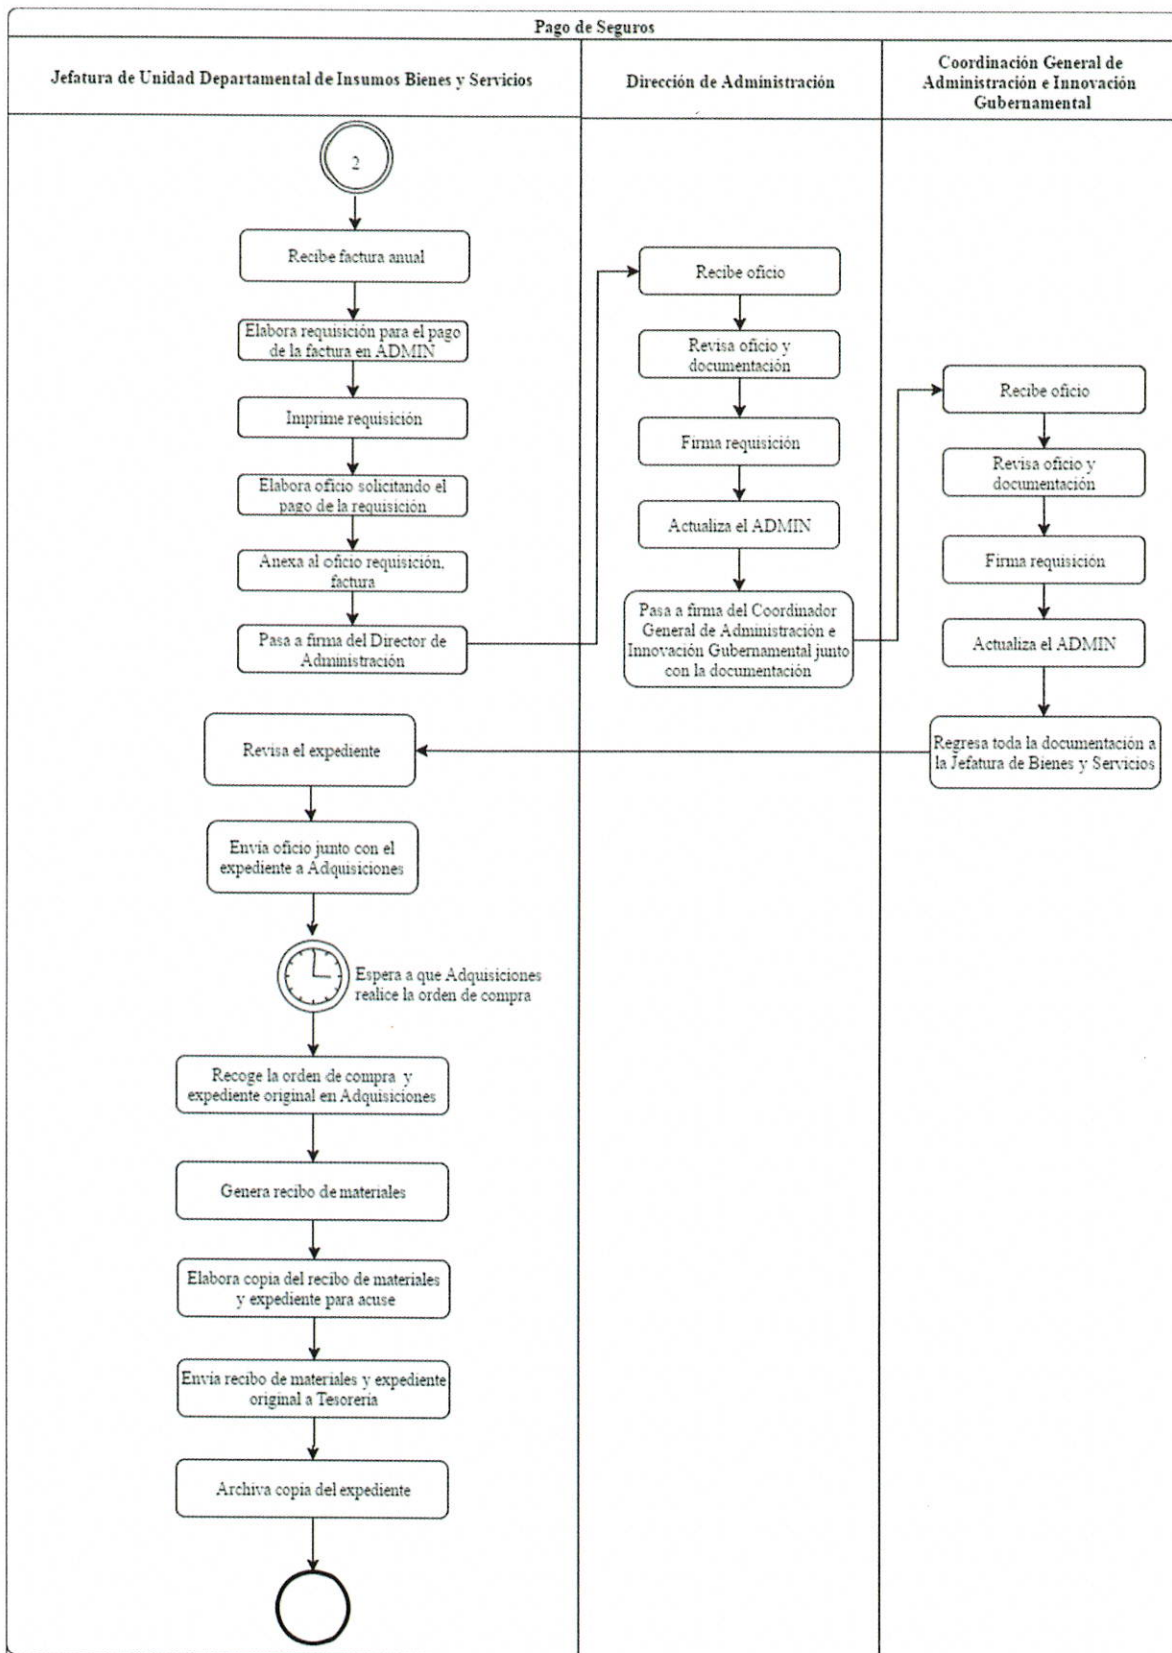 Pago de Seguros
Jefatura de Unidad Departamental de Insumos Bienes y Servicios
Dirección de Administración
Coordinación General de
Administración e Innovación
Gubernamental
2
Recibe factura anual
Elabora requisición para el pago
de la factura en ADMIN
Imprime requisición
Elabora oficio solicitando el
pago de la requisición
Anexa al oficio requisición,
factura
Pasa a firma del Director de
Administración
Recibe oficio
Revisa oficio y
documentación
Firma requisición
Actualiza el ADMIN
Pasa a firma del Coordinador
General de Administración e
Innovación Gubernamental junto
con la documentación
Recibe oficio
Revisa oficio y
documentación
Firma requisición
Actualiza el ADMIN
Regresa toda la documentación a
la Jefatura de Bienes y Servicios
Revisa el expediente
Envía oficio junto con el
expediente a Adquisiciones
Espera a que Adquisiciones
realice la orden de compra
Recoge la orden de compra y
expediente original en Adquisiciones
Genera recibo de materiales
Elabora copia del recibo de materiales
y expediente para acuse
Envía recibo de materiales y expediente
original a Tesorería
Archiva copia del expediente